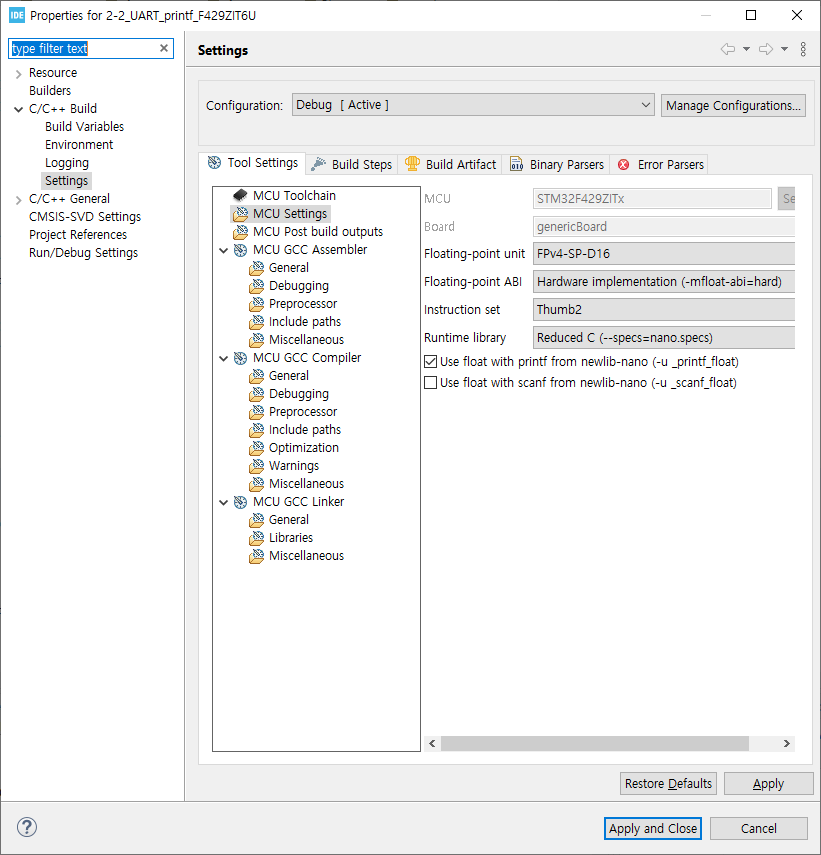 IDE Properties for 2-2_UART_printf_F429ZIT6U
type filter text
Resource
Builders
C/C++ Build
Build Variables
Environment
Logging
Settings
C/C++ General
CMSIS-SVD Settings
Project References
Run/Debug Settings
Settings
Configuration: Debug [ Active ] Manage Configurations...
Tool Settings Build Steps Build Artifact Binary Parsers Error Parsers
MCU Toolchain
MCU Settings
MCU Post build outputs
MCU GCC Assembler
General
Debugging
Preprocessor
Include paths
Miscellaneous
MCU GCC Compiler
General
Debugging
Preprocessor
Include paths
Optimization
Warnings
Miscellaneous
MCU GCC Linker
General
Libraries
Miscellaneous
MCU STM32F429ZITx Se
Board genericBoard
Floating-point unit FPv4-SP-D16
Floating-point ABI Hardware implementation (-mfloat-abi=hard)
Instruction set Thumb2
Runtime library Reduced C (--specs=nano.specs)
Use float with printf from newlib-nano (-u _printf_float)
Use float with scanf from newlib-nano (-u _scanf_float)
Restore Defaults Apply
? Apply and Close Cancel